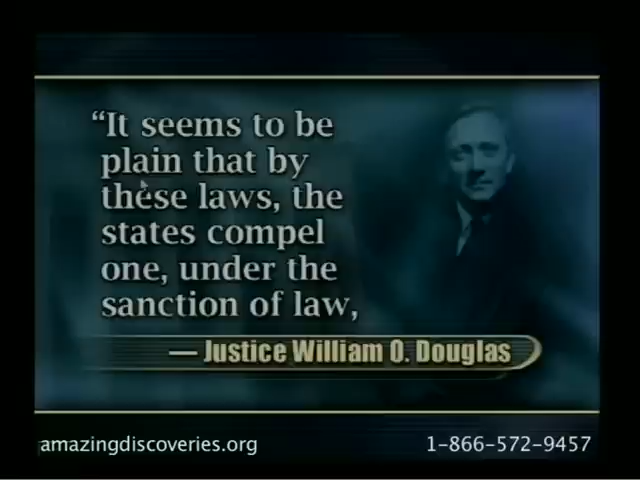 “It seems to be
plain that by
these laws, the
states compel
one, under the
sanction of law,
— Justice William O. Douglas
amazingdiscoveries.org
1-866-572-9457